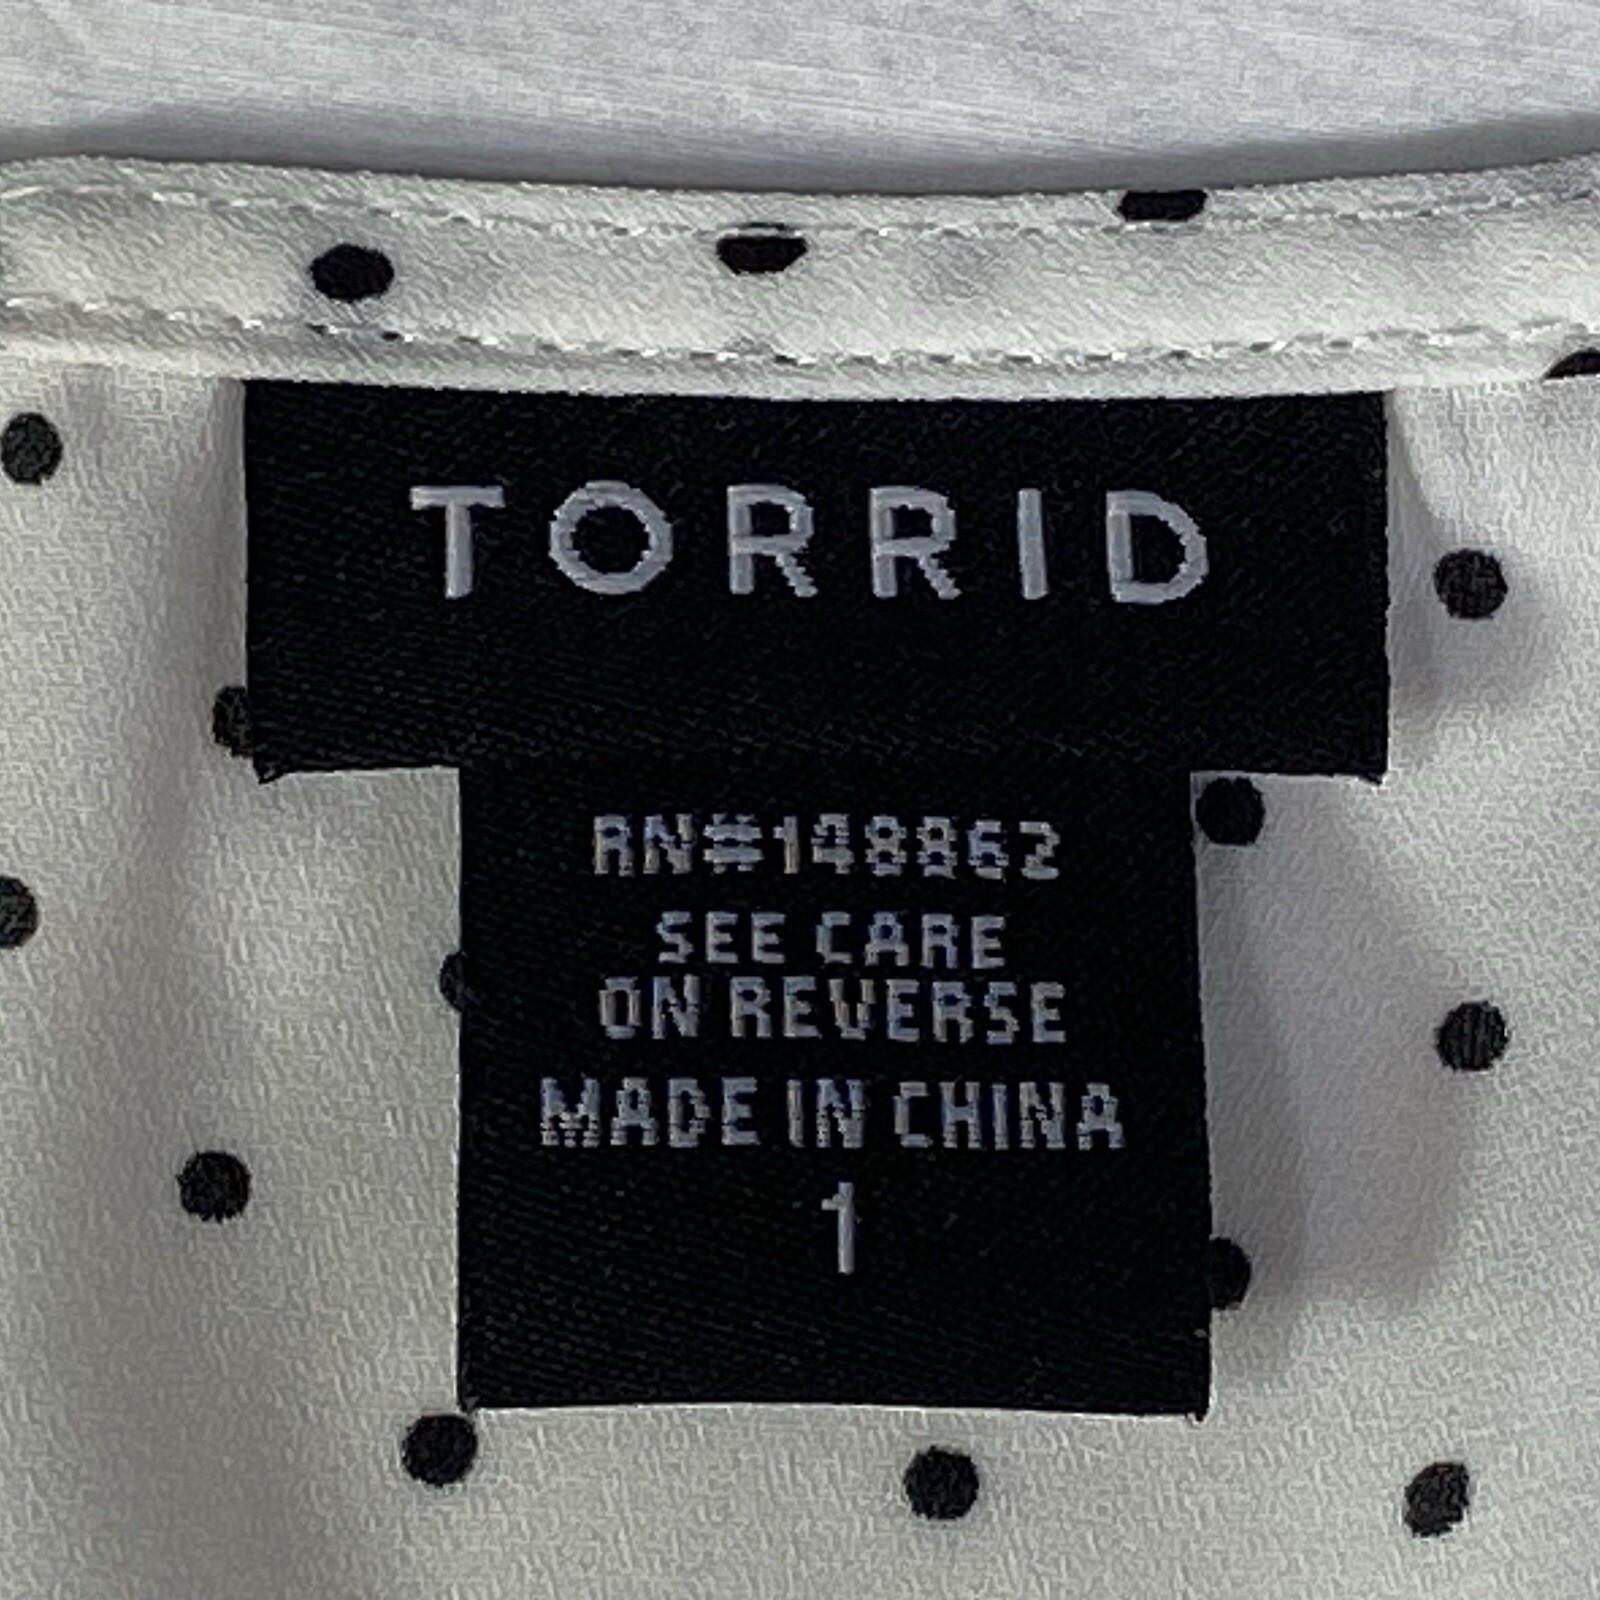 TORRID
RN#148862
SEE CARE
ON REVERSE
MADE IN CHINA
1